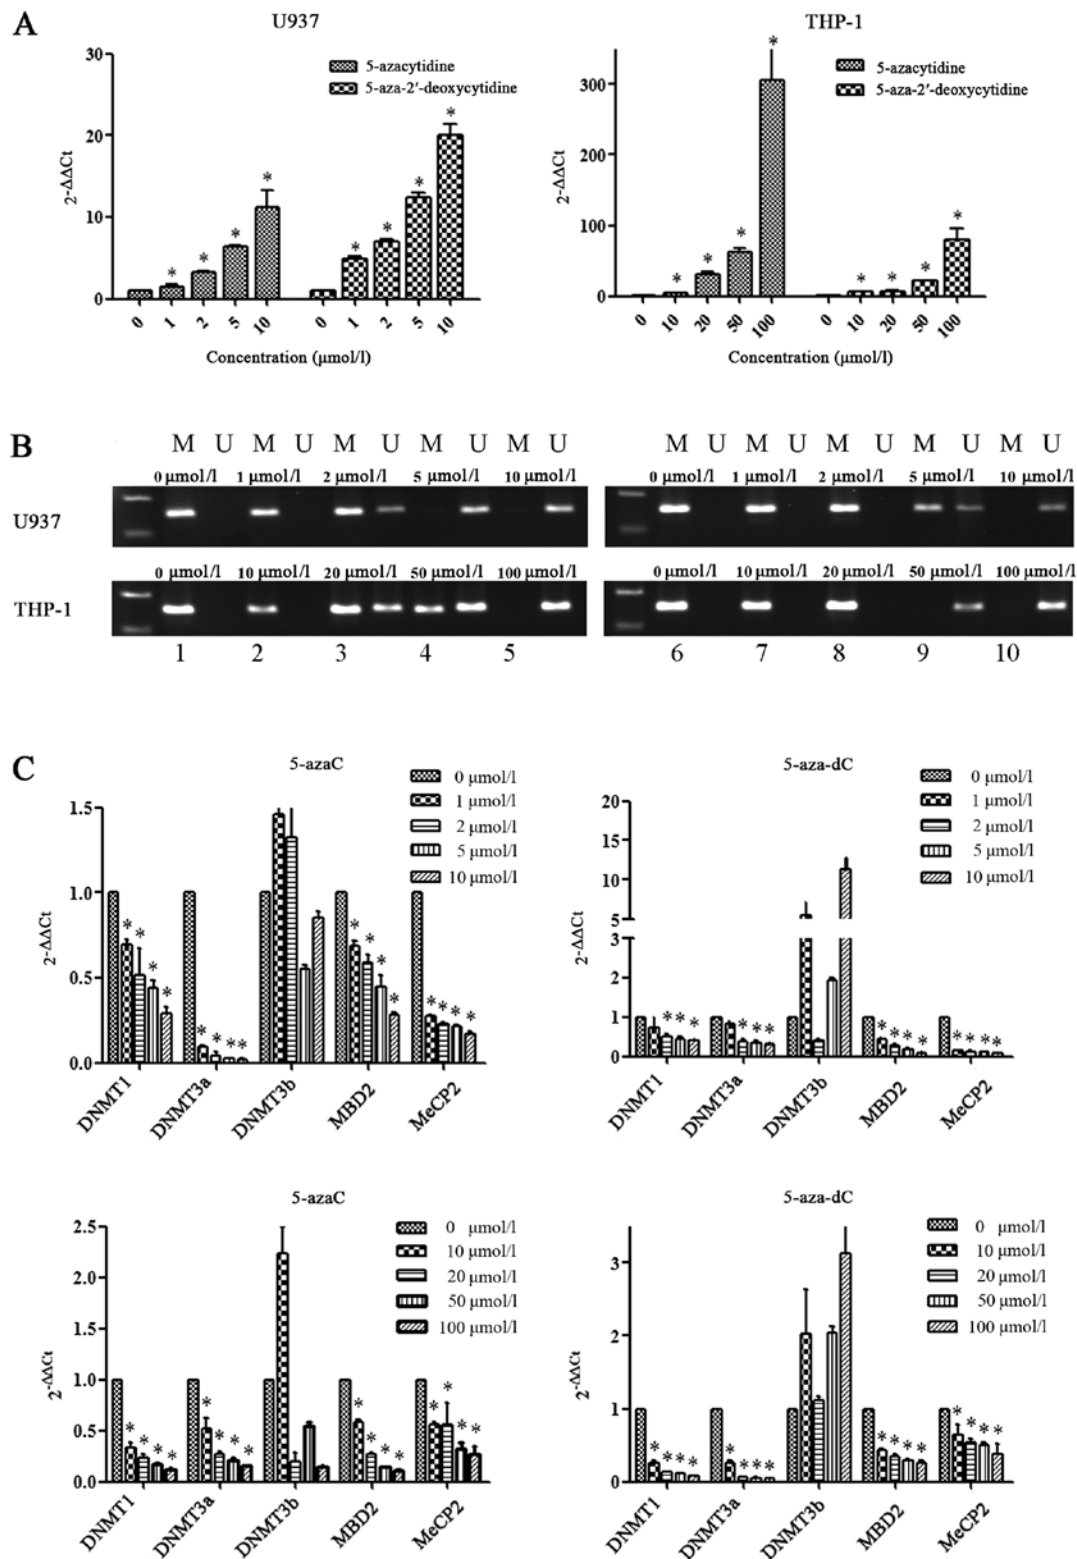 A
U937
30
20
10
0
2-ΔΔCt
5-azacytidine
5-aza-2′-deoxycytidine
* * * * * * * *
0 1 2 5 10 0 1 2 5 10
Concentration (μmol/l)
THP-1
300
200
100
0
2-ΔΔCt
5-azacytidine
5-aza-2′-deoxycytidine
* * * * * * * *
0 10 20 50 100 0 10 20 50 100
Concentration (μmol/l)
B
M U M U M U M U M U
M U M U M U M U M U
0 μmol/l 1 μmol/l 2 μmol/l 5 μmol/l 10 μmol/l
0 μmol/l 1 μmol/l 2 μmol/l 5 μmol/l 10 μmol/l
U937
0 μmol/l 10 μmol/l 20 μmol/l 50 μmol/l 100 μmol/l
0 μmol/l 10 μmol/l 20 μmol/l 50 μmol/l 100 μmol/l
THP-1
1 2 3 4 5
6 7 8 9 10
C
5-azaC
0 μmol/l
1 μmol/l
2 μmol/l
5 μmol/l
10 μmol/l
1.5
1.0
0.5
0.0
2-ΔΔCt
* * * * * * ** * * * * * * * *
DNMT1 DNMT3a DNMT3b MBD2 MeCP2
5-aza-dC
0 μmol/l
1 μmol/l
2 μmol/l
5 μmol/l
10 μmol/l
20
15
10
5
3
2
1
0
2-ΔΔCt
*** *** * * * * * * * *
DNMT1 DNMT3a DNMT3b MBD2 MeCP2
5-azaC
0 μmol/l
10 μmol/l
20 μmol/l
50 μmol/l
100 μmol/l
2.5
2.0
1.5
1.0
0.5
0.0
2-ΔΔCt
* * * * * * * * * * * * * * * *
DNMT1 DNMT3a DNMT3b MBD2 MeCP2
5-aza-dC
0 μmol/l
10 μmol/l
20 μmol/l
50 μmol/l
100 μmol/l
3
2
1
0
2-ΔΔCt
* *** * *** * * * * * * * *
DNMT1 DNMT3a DNMT3b MBD2 MeCP2